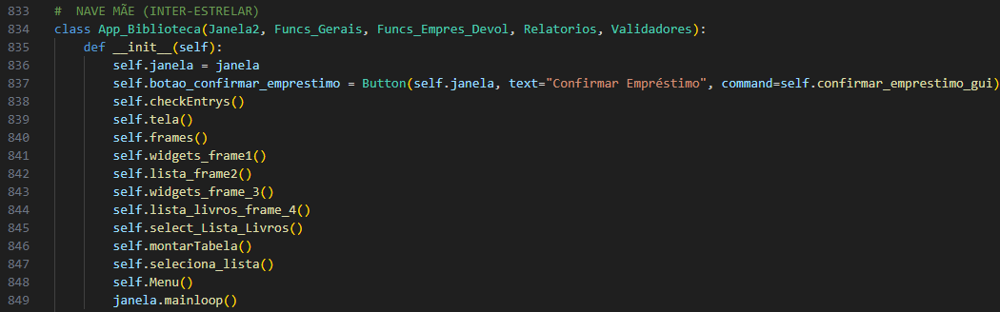 833 #  NAVE MÃE (INTER-ESTRELAR)
834 class App_Biblioteca(Janela2, Funcs_Gerais, Funcs_Empres_Devol, Relatorios, Validadores):
835     def __init__(self):
836         self.janela = janela
837         self.botao_confirmar_emprestimo = Button(self.janela, text="Confirmar Empréstimo", command=self.confirmar_emprestimo_gui)
838         self.checkEntrys()
839         self.tela()
840         self.frames()
841         self.widgets_frame1()
842         self.lista_frame2()
843         self.widgets_frame_3()
844         self.lista_livros_frame_4()
845         self.select_Lista_Livros()
846         self.montarTabela()
847         self.seleciona_lista()
848         self.Menu()
849         janela.mainloop()